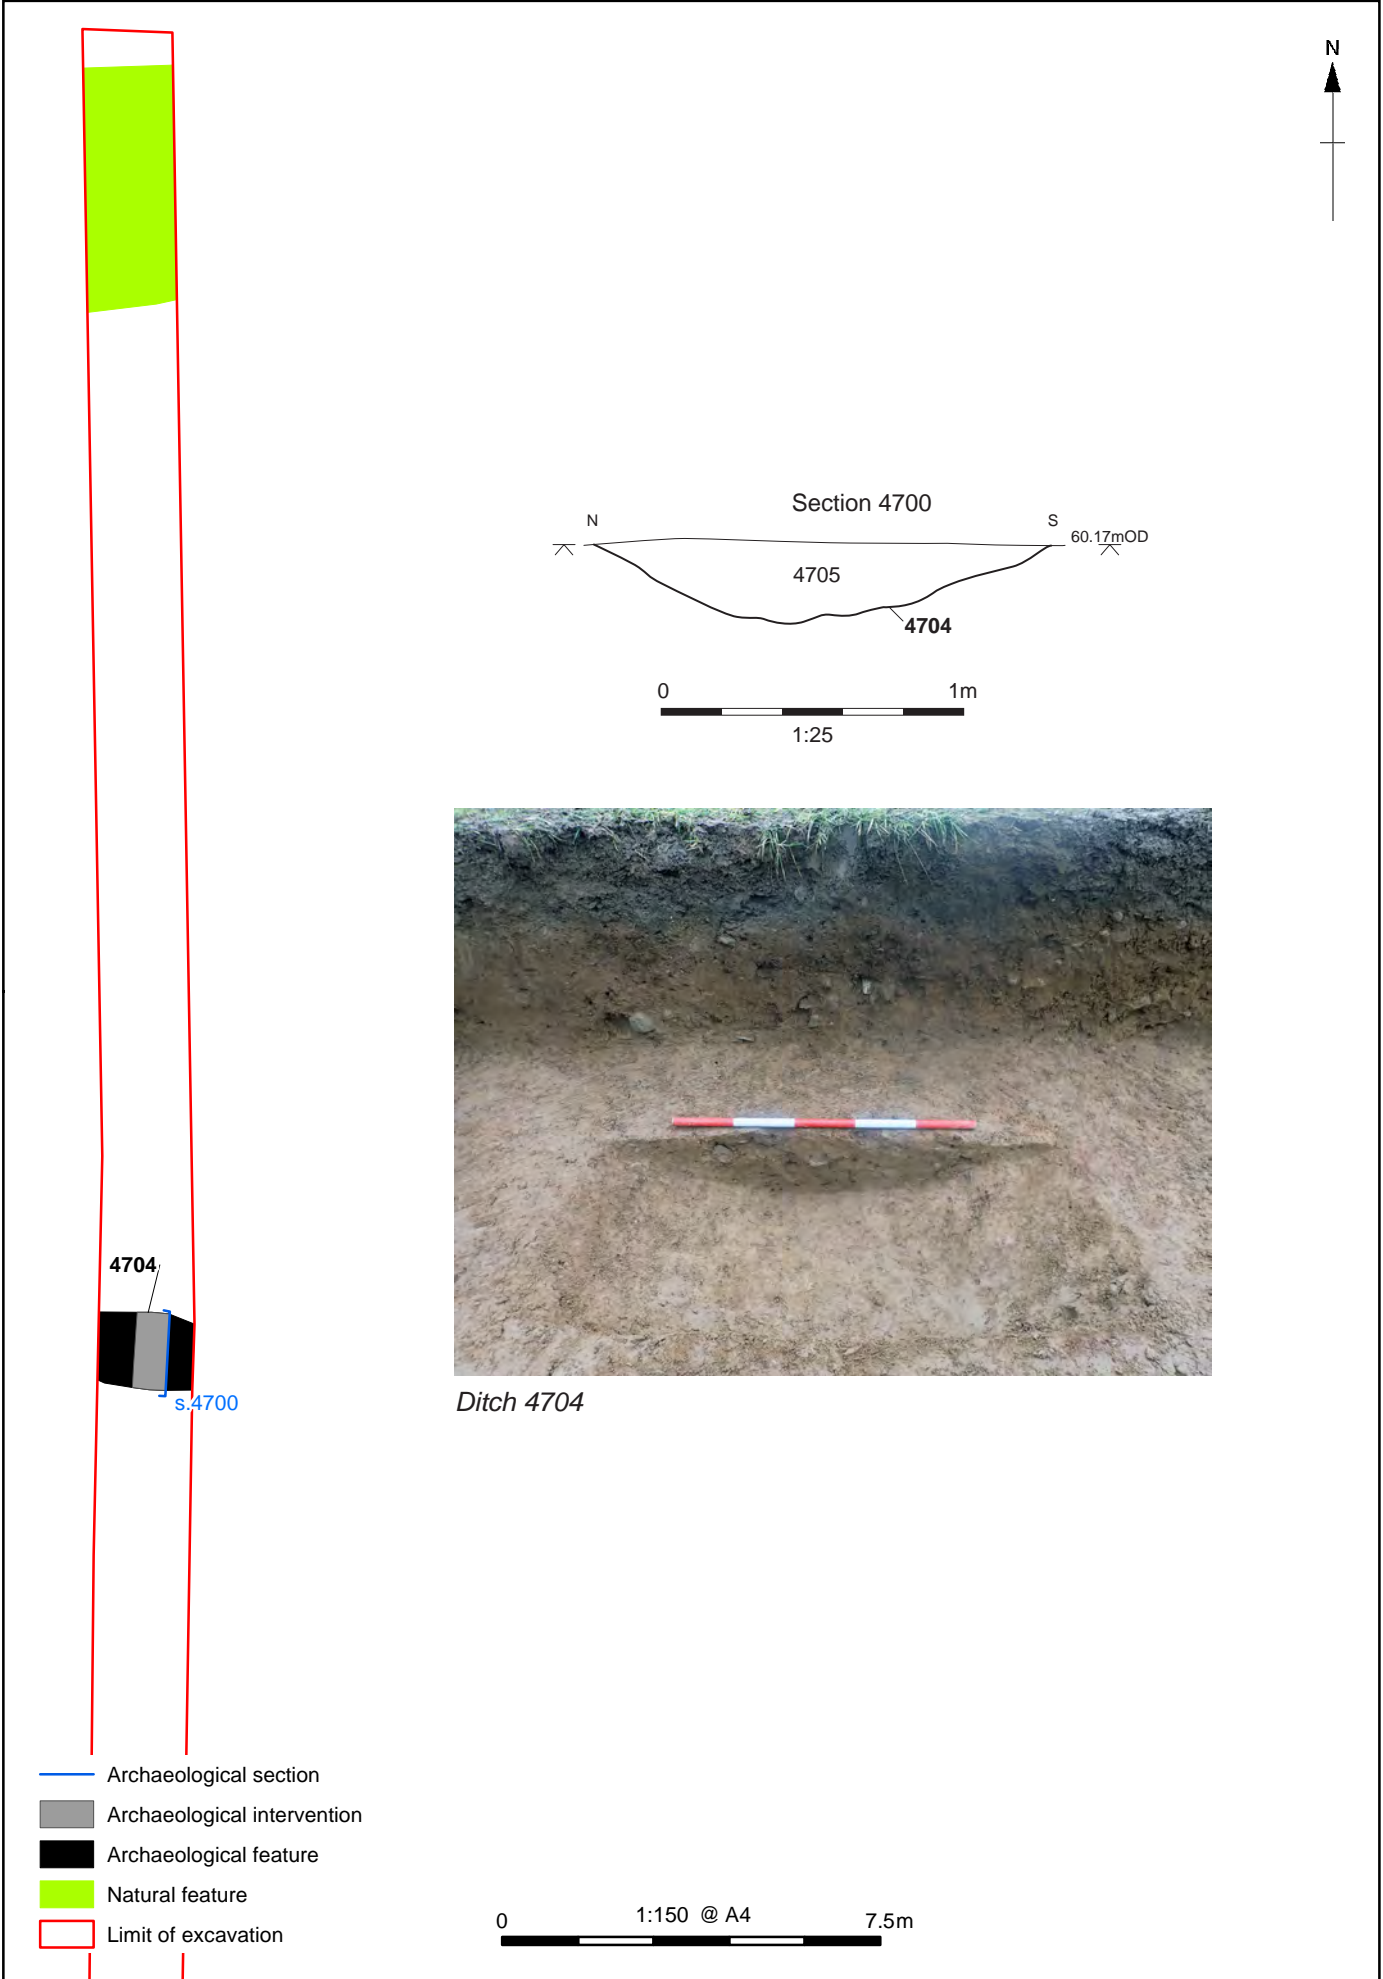 N
Section 4700
N
S
60.17mOD
4705
4704
0
1m
1:25
4704
s.4700
Ditch 4704
Archaeological section
Archaeological intervention
Archaeological feature
Natural feature
Limit of excavation
0
1:150 @ A4
7.5m